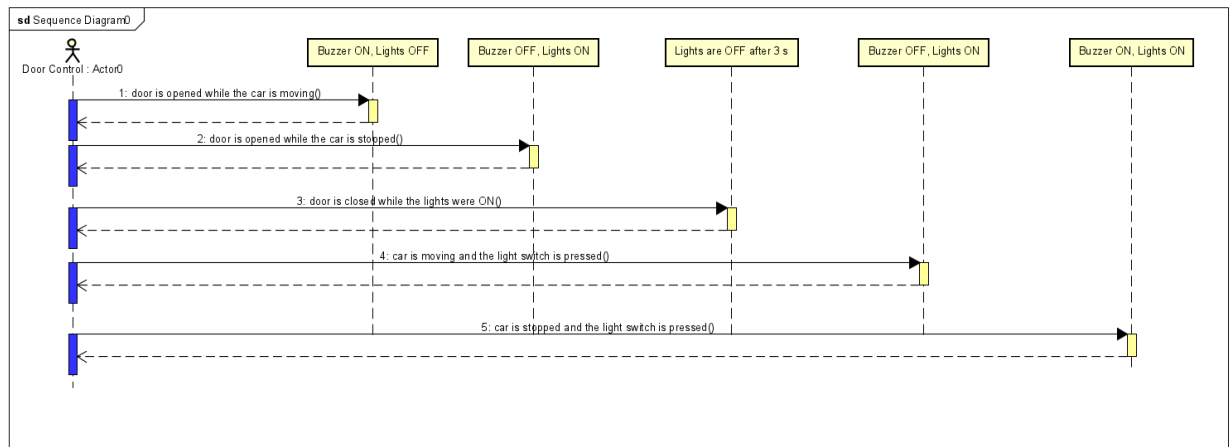 sd Sequence Diagram0
Door Control : Actor0
Buzzer ON, Lights OFF
Buzzer OFF, Lights ON
Lights are OFF after 3 s
Buzzer OFF, Lights ON
Buzzer ON, Lights ON
1: door is opened while the car is moving()
2: door is opened while the car is stopped()
3: door is closed while the lights were ON()
4: car is moving and the light switch is pressed()
5: car is stopped and the light switch is pressed()